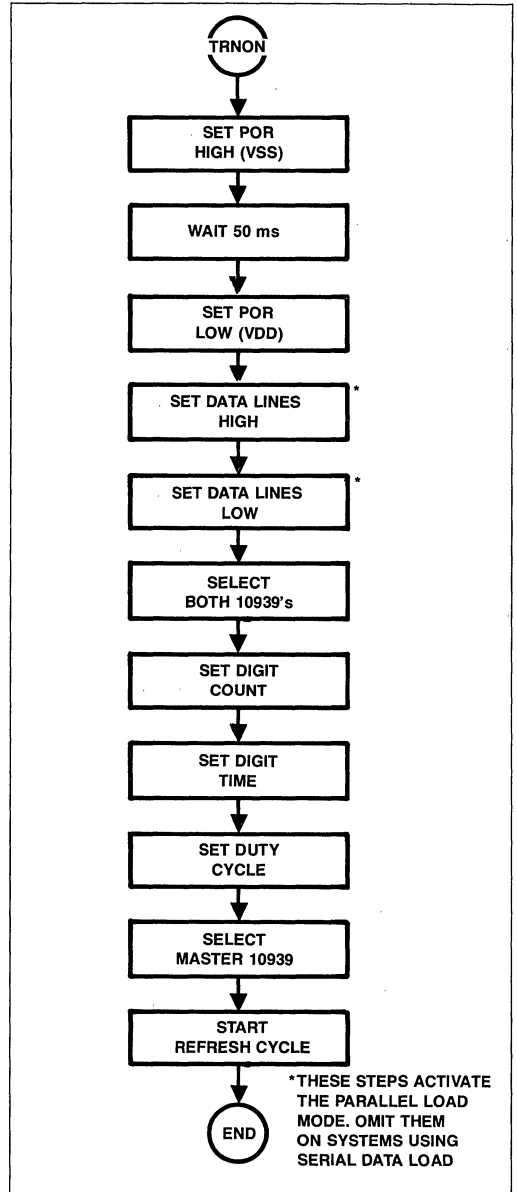 TRNON
SET POR
HIGH (VSS)
WAIT 50 ms
SET POR
LOW (VDD)
SET DATA LINES
HIGH
*
SET DATA LINES
LOW
*
SELECT
BOTH 10939's
SET DIGIT
COUNT
SET DIGIT
TIME
SET DUTY
CYCLE
SELECT
MASTER 10939
START
REFRESH CYCLE
END
*THESE STEPS ACTIVATE
THE PARALLEL LOAD
MODE. OMIT THEM
ON SYSTEMS USING
SERIAL DATA LOAD